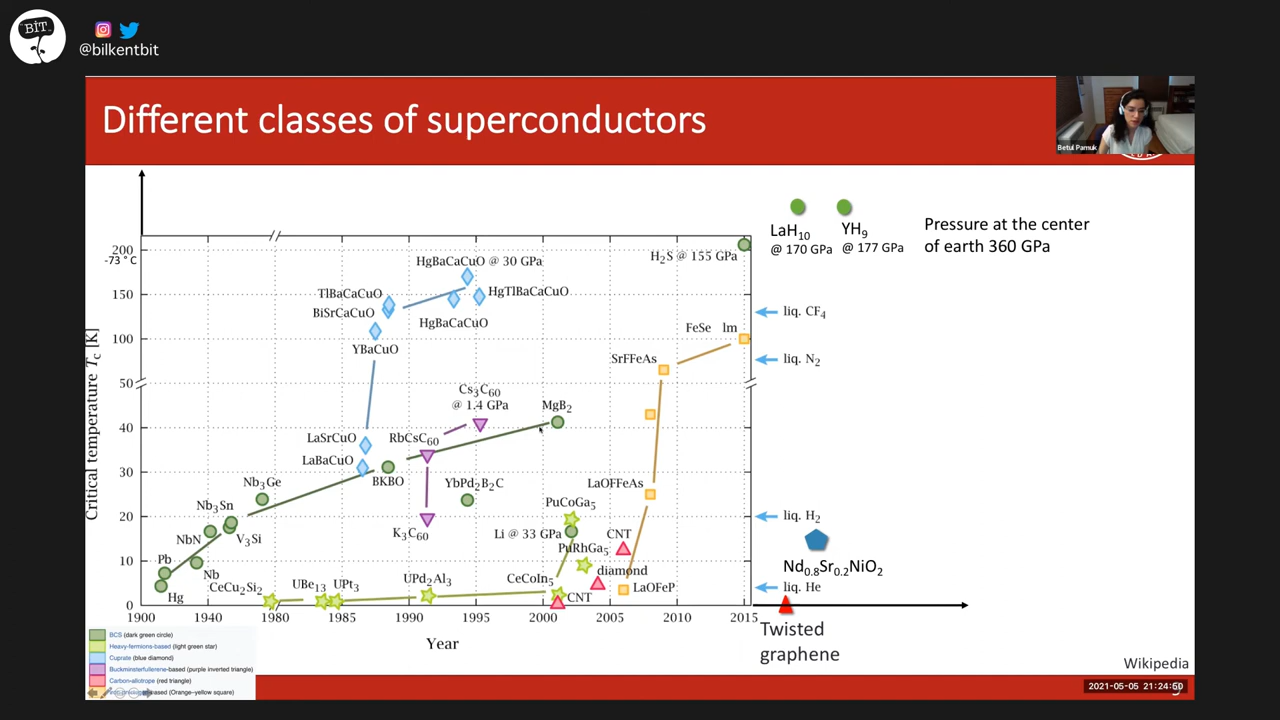 BİT
@bilkentbit
Different classes of superconductors
Betul Pamuk
LaH10
@ 170 GPa
YH9
@ 177 GPa
Pressure at the center
of earth 360 GPa
200
-73 ° C
150
100
50
40
30
20
10
0
Critical temperature Tc [K]
HgBaCaCuO @ 30 GPa
H2S @ 155 GPa
TlBaCaCuO
HgTlBaCaCuO
BiSrCaCuO
HgBaCaCuO
YBaCuO
FeSe lm
SrFFeAs
liq. CF4
liq. N2
Cs3C60
@ 1.4 GPa
MgB2
LaSrCuO
RbCsC60
LaBaCuO
BKBO
Nb3Ge
YbPd2B2C
LaOFFeAs
Nb3Sn
PuCoGa5
liq. H2
NbN
V3Si
K3C60
Li @ 33 GPa
CNT
PuRhGa5
Pb
Nb
diamond
Nd0.8Sr0.2NiO2
Hg
CeCu2Si2
UBe13
UPt3
UPd2Al3
CeCoIn5
CNT
LaOFeP
liq. He
1900
1940
1980
1985
1990
1995
2000
2005
2010
2015
Year
Twisted
graphene
BCS (dark green circle)
Heavy-fermions-based (light green star)
Cuprate (blue diamond)
Buckminsterfullerene-based (purple inverted triangle)
Carbon-allotrope (red triangle)
(Orange-yellow square)
Wikipedia
2021-05-05 21:24:50